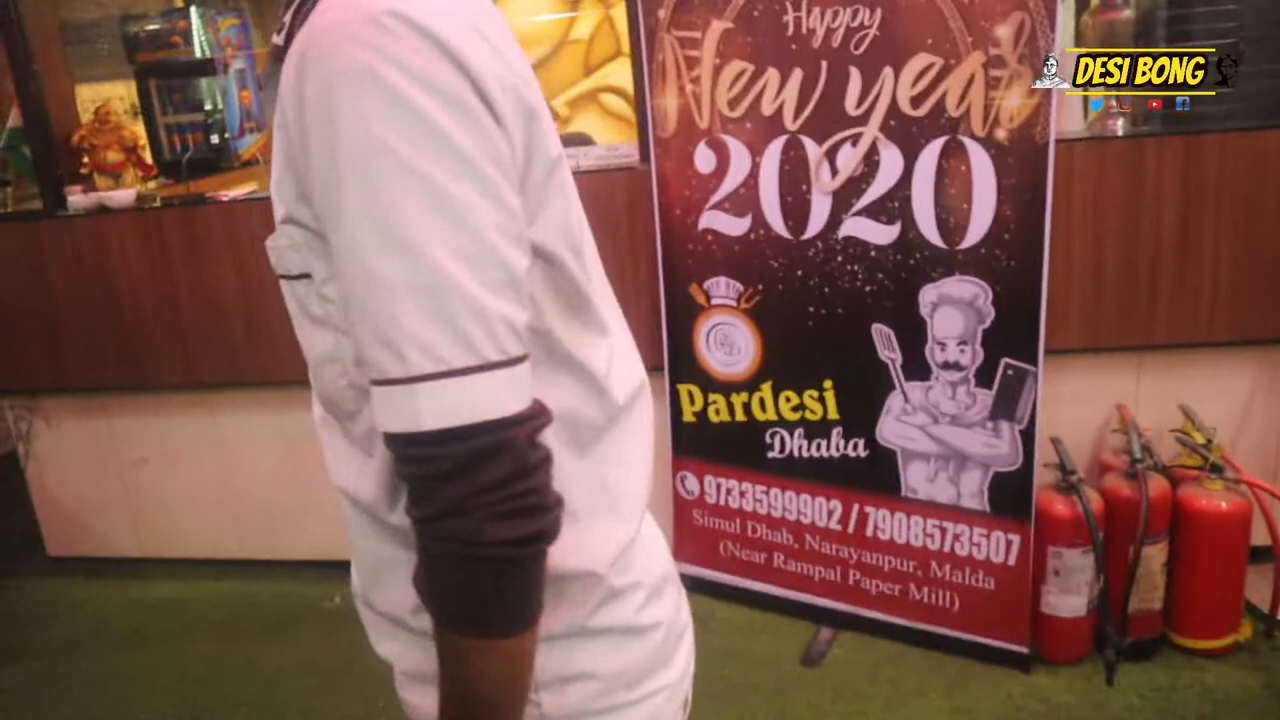 Happy
New year
2020
Pardesi
Dhaba
9733599902 / 7908573507
Simul Dhab, Narayanpur, Malda
(Near Rampal Paper Mill)
DESI BONG